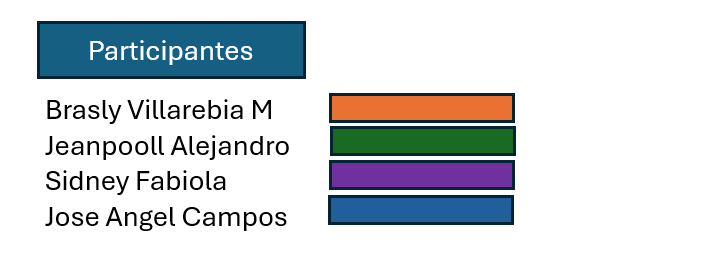 Participantes
Brasly Villarebia M
Jeanpooll Alejandro
Sidney Fabiola
Jose Angel Campos